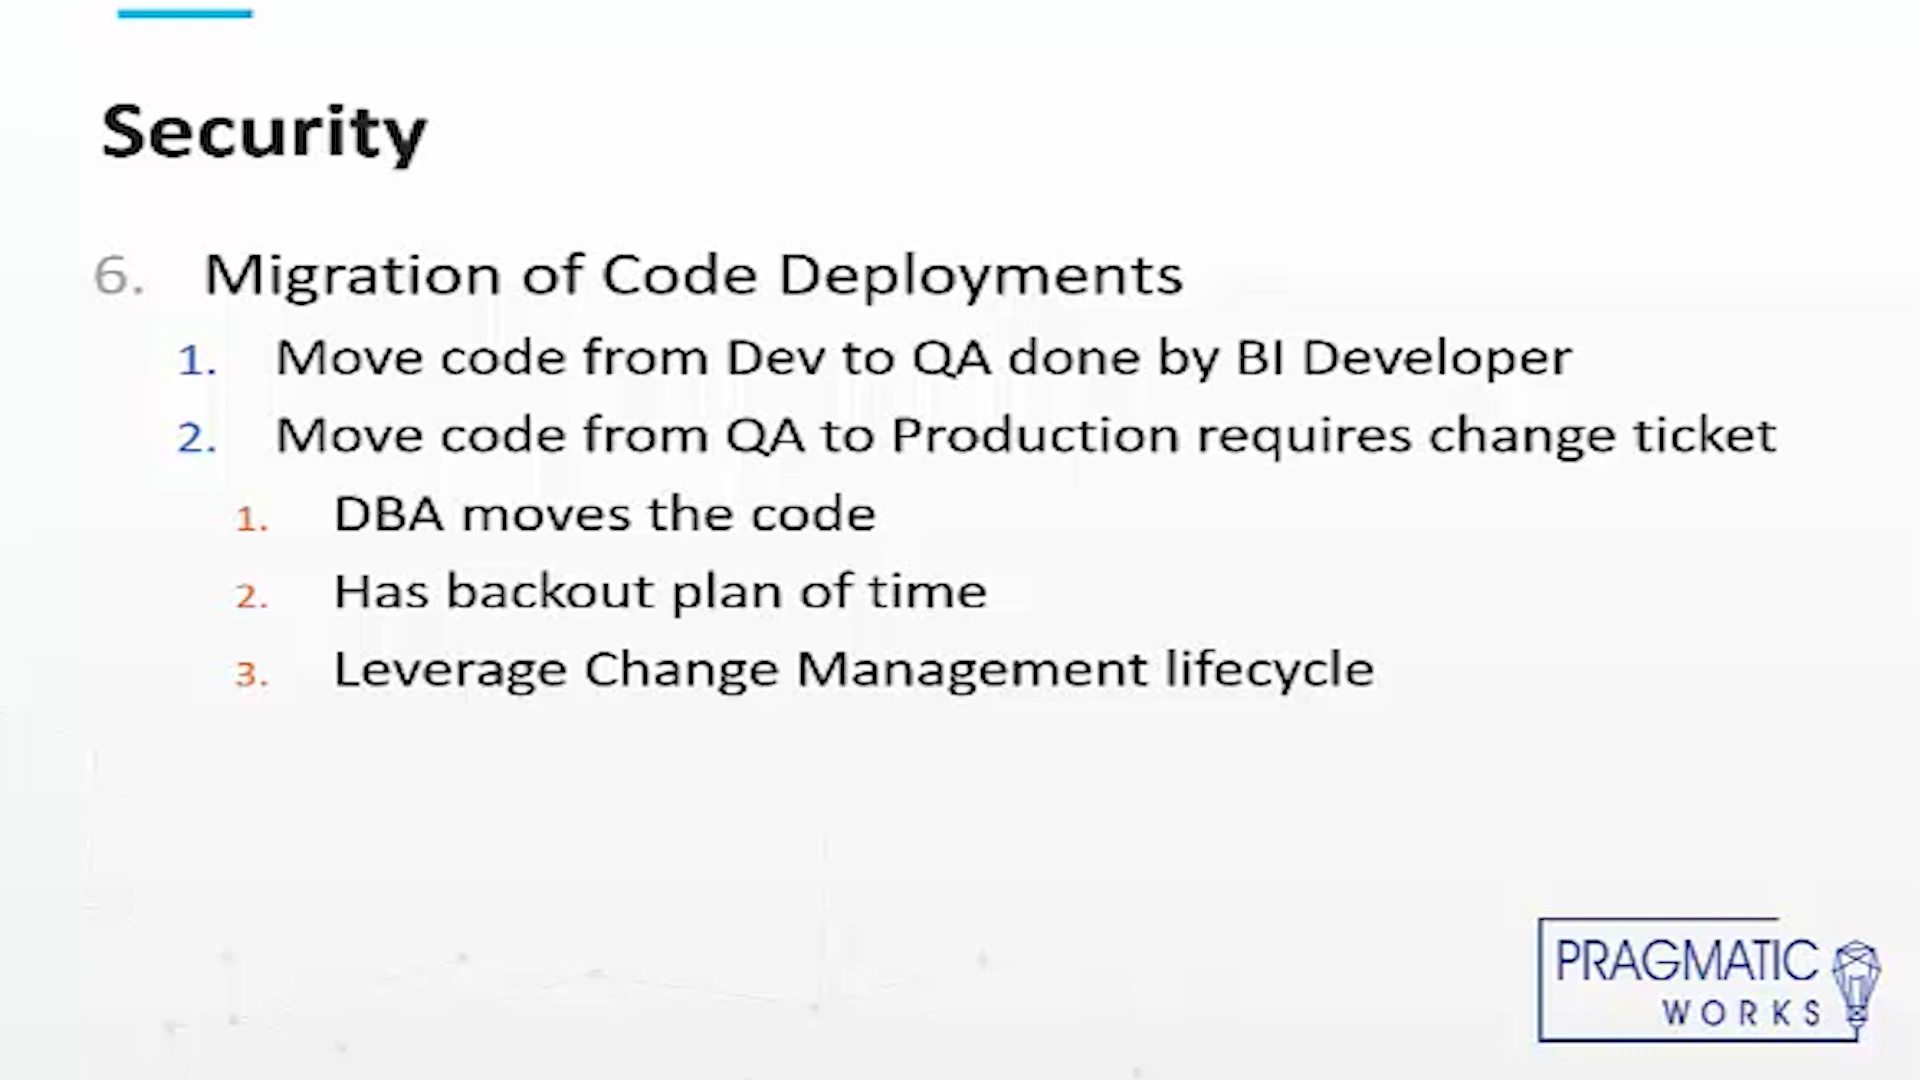 Security
6. Migration of Code Deployments
1. Move code from Dev to QA done by BI Developer
2. Move code from QA to Production requires change ticket
1. DBA moves the code
2. Has backout plan of time
3. Leverage Change Management lifecycle
PRAGMATIC
WORKS